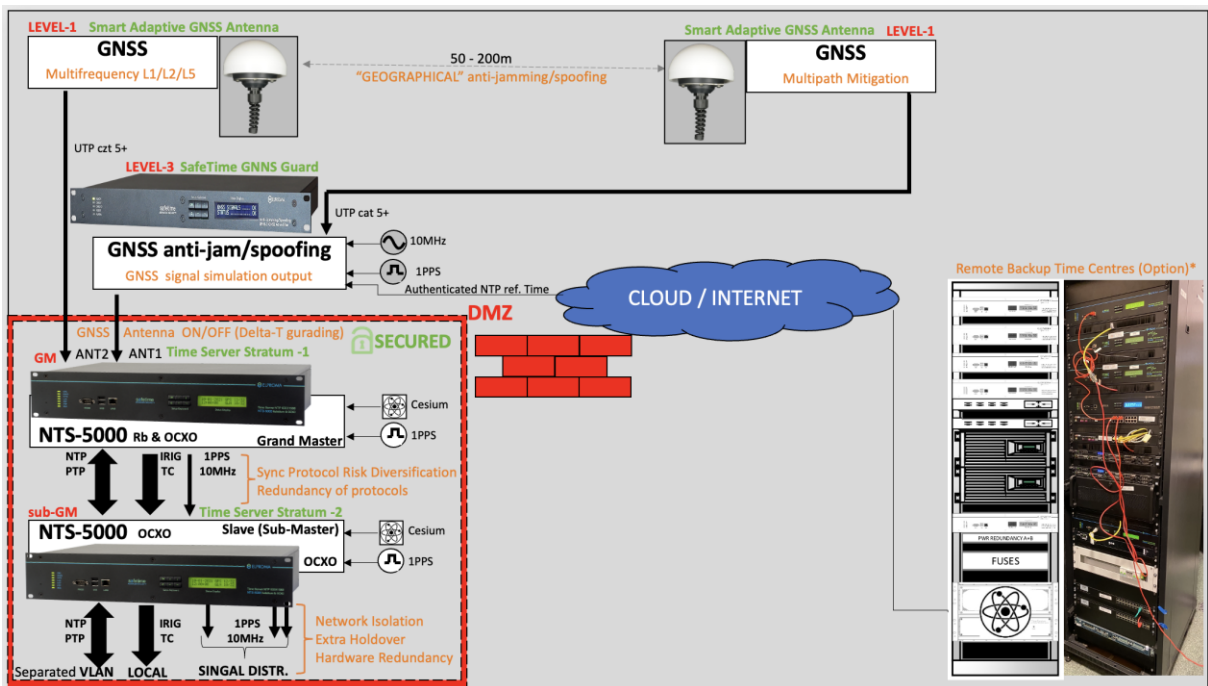 LEVEL-1 Smart Adaptive GNSS Antenna
GNSS
Multifrequency L1/L2/L5
50 - 200m
"GEOGRAPHICAL" anti-jamming/spoofing
Smart Adaptive GNSS Antenna LEVEL-1
GNSS
Multipath Mitigation
UTP czt 5+
LEVEL-3 SafeTime GNNS Guard
UTP cat 5+
GNSS anti-jam/spoofing
GNSS signal simulation output
10MHz
1PPS
Authenticated NTP ref. Time
CLOUD / INTERNET
Remote Backup Time Centres (Option)*
DMZ
GNSS Antenna ON/OFF (Delta-T gurading)
SECURED
GM ANT2 ANT1 Time Server Stratum -1
NTS-5000 Rb & OCXO
Grand Master
Cesium
1PPS
NTP
PTP
IRIG
TC
1PPS
10MHz
Sync Protocol Risk Diversification
Redundancy of protocols
sub-GM
Time Server Stratum -2
NTS-5000 OCXO
Slave (Sub-Master)
OCXO
Cesium
1PPS
NTP
PTP
IRIG
TC
1PPS
10MHz
Network Isolation
Extra Holdover
Hardware Redundancy
Separated VLAN
LOCAL
SINGAL DISTR.
PWR REDUNDANCY A+B
FUSES